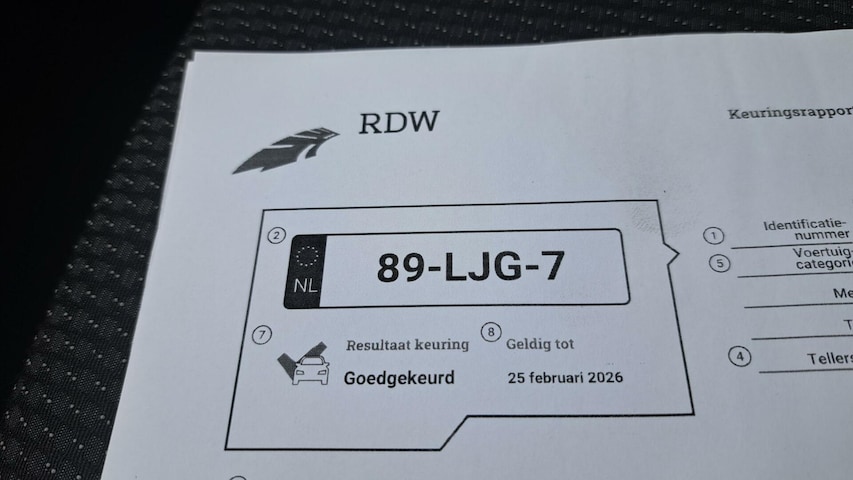 RDW
Keuringsrappor
2
NL
89-LJG-7
7
Resultaat keuring
Goedgekeurd
8
Geldig tot
25 februari 2026
1
Identificatie-
nummer
5
Voertuig-
categori
Me
T
4
Tellers